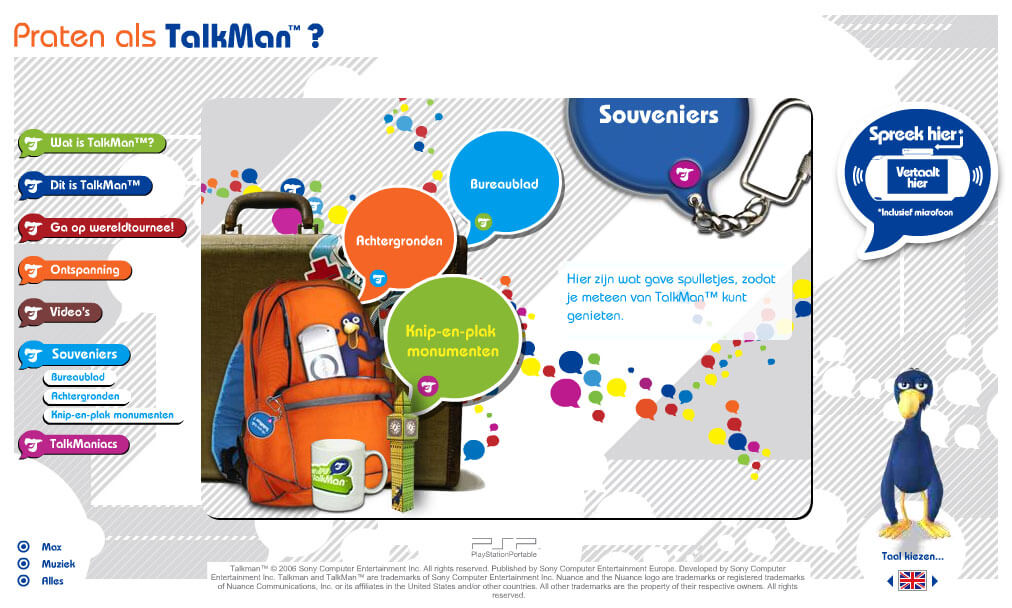 Praten als TalkMan™ ?
Wat is TalkMan™?
Dit is TalkMan™
Ga op wereldtournee!
Ontspanning
Video's
Souveniers
Bureaublad
Achtergronden
Knip-en-plak monumenten
TalkManiacs
Max
Muziek
Alles
Souveniers
Bureaublad
Achtergronden
Knip-en-plak
monumenten
Hier zijn wat gave spulletjes, zodat
je meteen van TalkMan™ kunt
genieten.
TalkMan
Spreek hier
Vertaalt
hier
*Inclusief microfoon
Taal kiezen...
PSP
PlayStationPortable
Talkman™ © 2006 Sony Computer Entertainment Inc. All rights reserved. Published by Sony Computer Entertainment Europe. Developed by Sony Computer
Entertainment Inc. Talkman and TalkMan™ are trademarks of Sony Computer Entertainment Inc. Nuance and the Nuance logo are trademarks or registered trademarks
of Nuance Communications, Inc. or its affiliates in the United States and/or other countries. All other trademarks are the property of their respective owners. All rights
reserved.